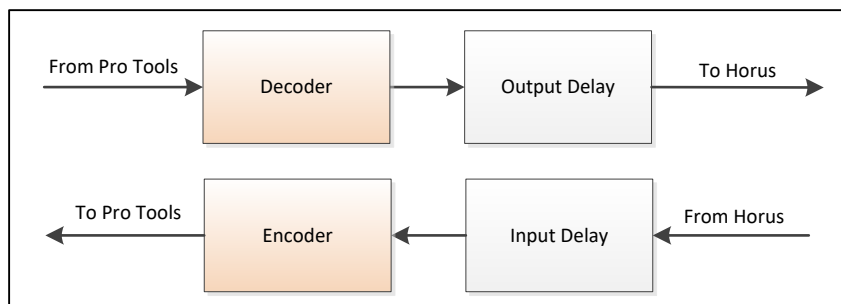 From Pro Tools
Decoder
Output Delay
To Horus
To Pro Tools
Encoder
Input Delay
From Horus